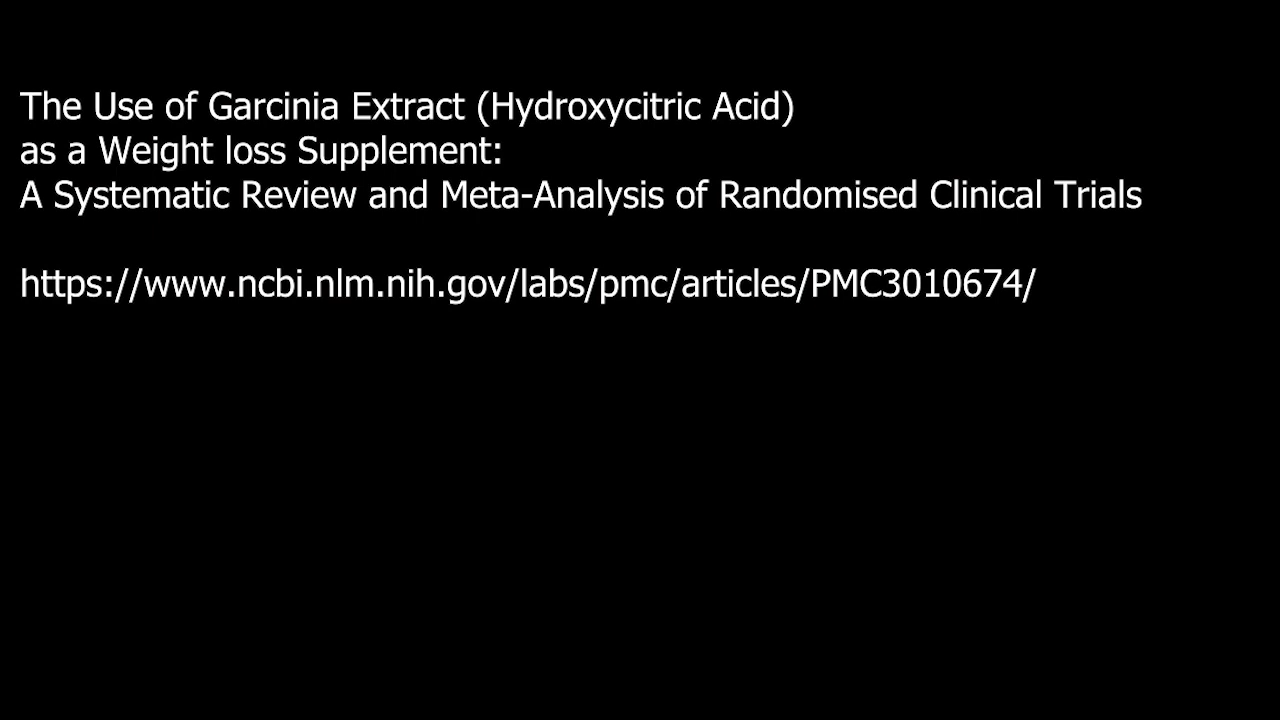 The Use of Garcinia Extract (Hydroxycitric Acid)
as a Weight loss Supplement:
A Systematic Review and Meta-Analysis of Randomised Clinical Trials
https://www.ncbi.nlm.nih.gov/labs/pmc/articles/PMC3010674/